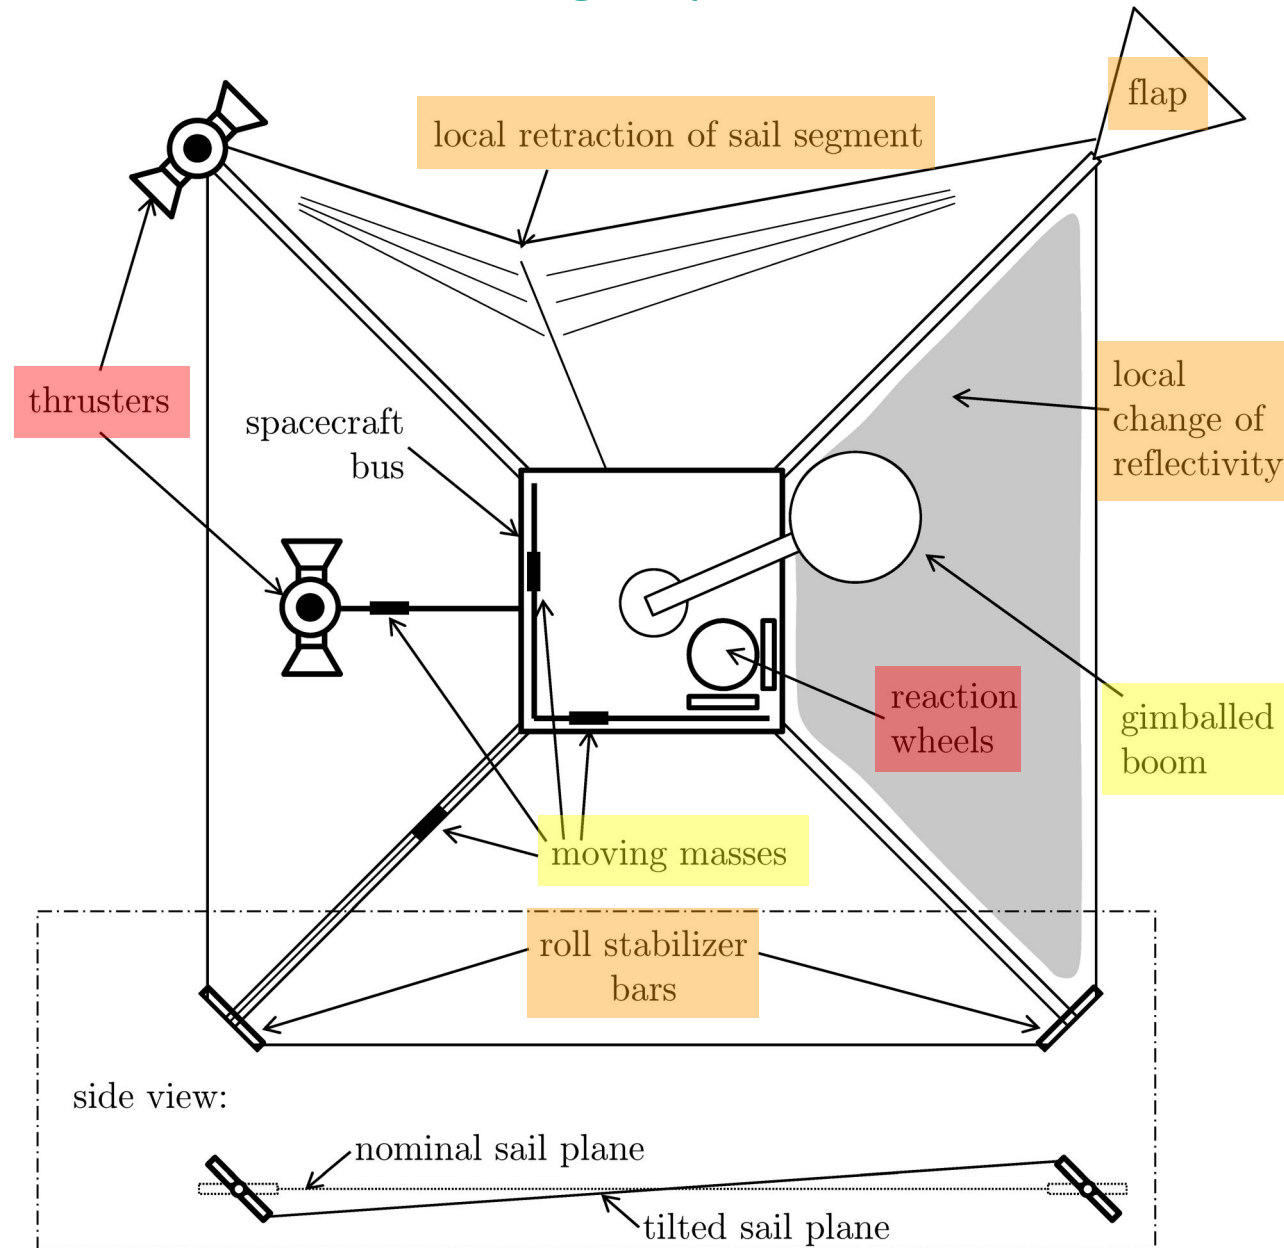 flap
local retraction of sail segment
local
change of
reflectivity
thrusters
spacecraft
bus
reaction
wheels
gimballed
boom
moving masses
roll stabilizer
bars
side view:
nominal sail plane
tilted sail plane